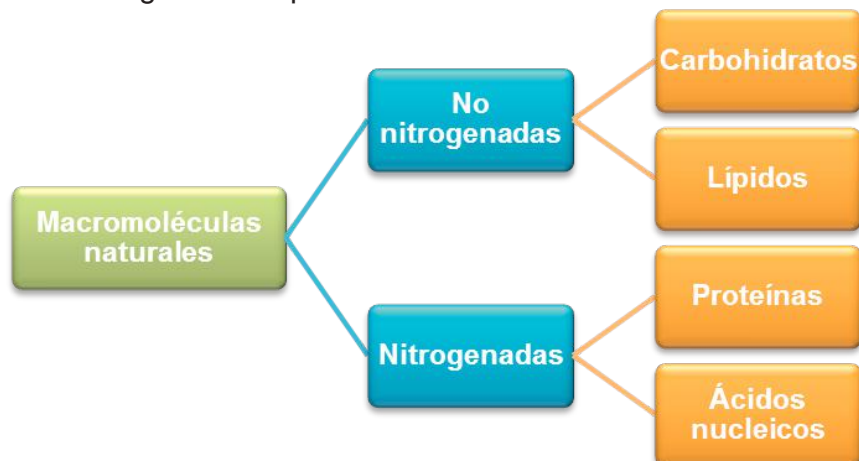 Carbohidratos
No
nitrogenadas
Lípidos
Macromoléculas
naturales
Proteínas
Nitrogenadas
Ácidos
nucleicos